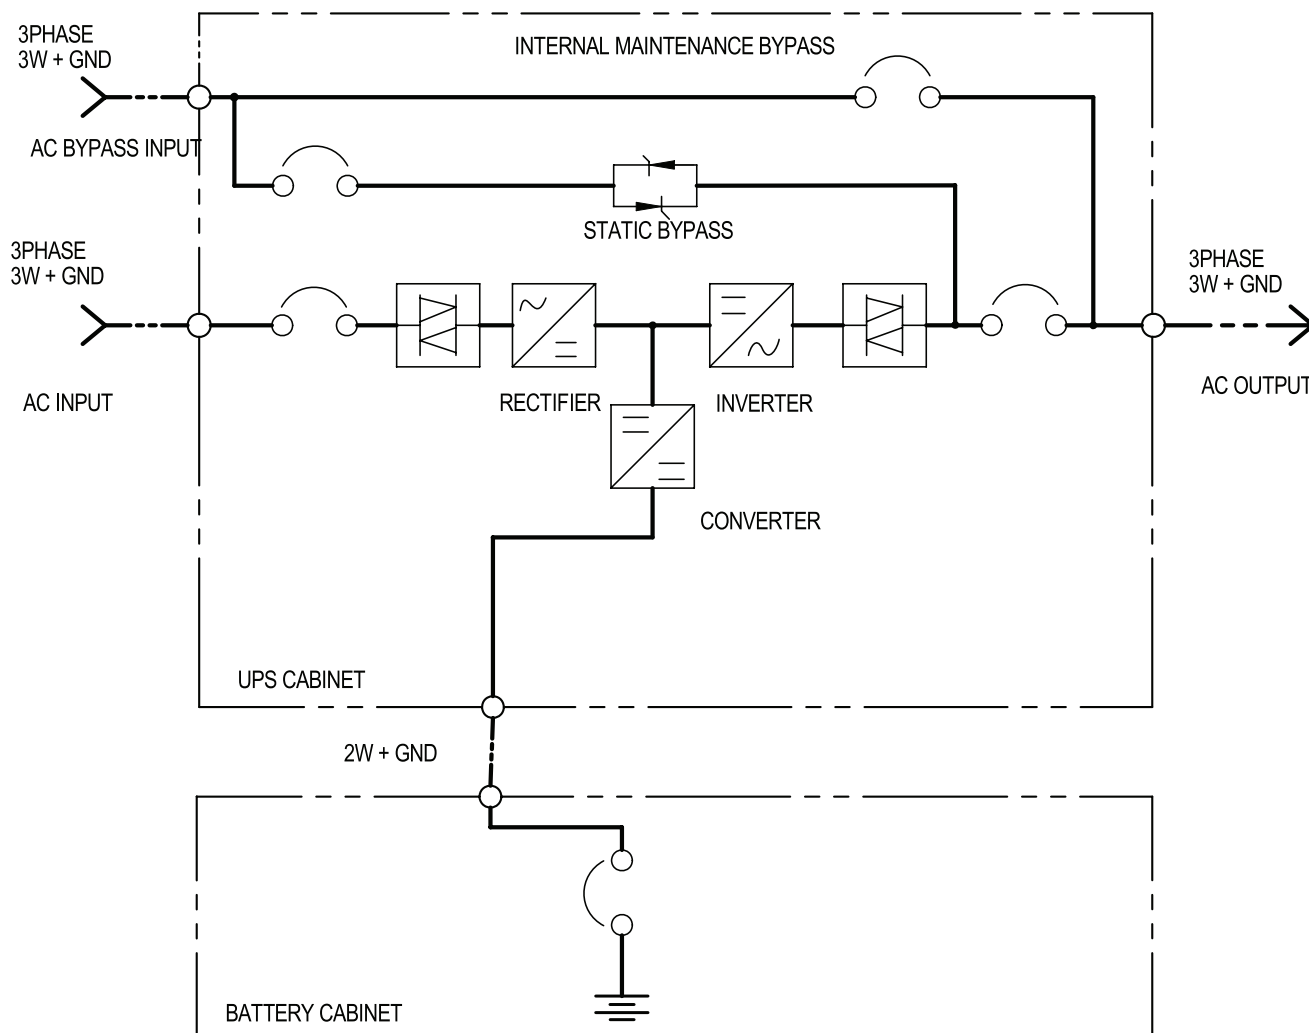 3PHASE
3W + GND
INTERNAL MAINTENANCE BYPASS
AC BYPASS INPUT
STATIC BYPASS
3PHASE
3W + GND
3PHASE
3W + GND
AC INPUT
RECTIFIER
INVERTER
AC OUTPUT
CONVERTER
UPS CABINET
2W + GND
BATTERY CABINET